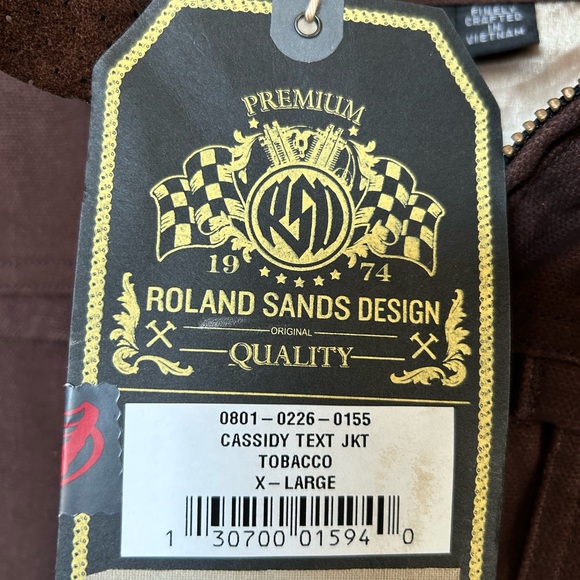 FINELY
CRAFTED
IN
VIETNAM
PREMIUM
RSD
19 74
ROLAND SANDS DESIGN
ORIGINAL
QUALITY
0801-0226-0155
CASSIDY TEXT JKT
TOBACCO
X-LARGE
1 30700 01594 0